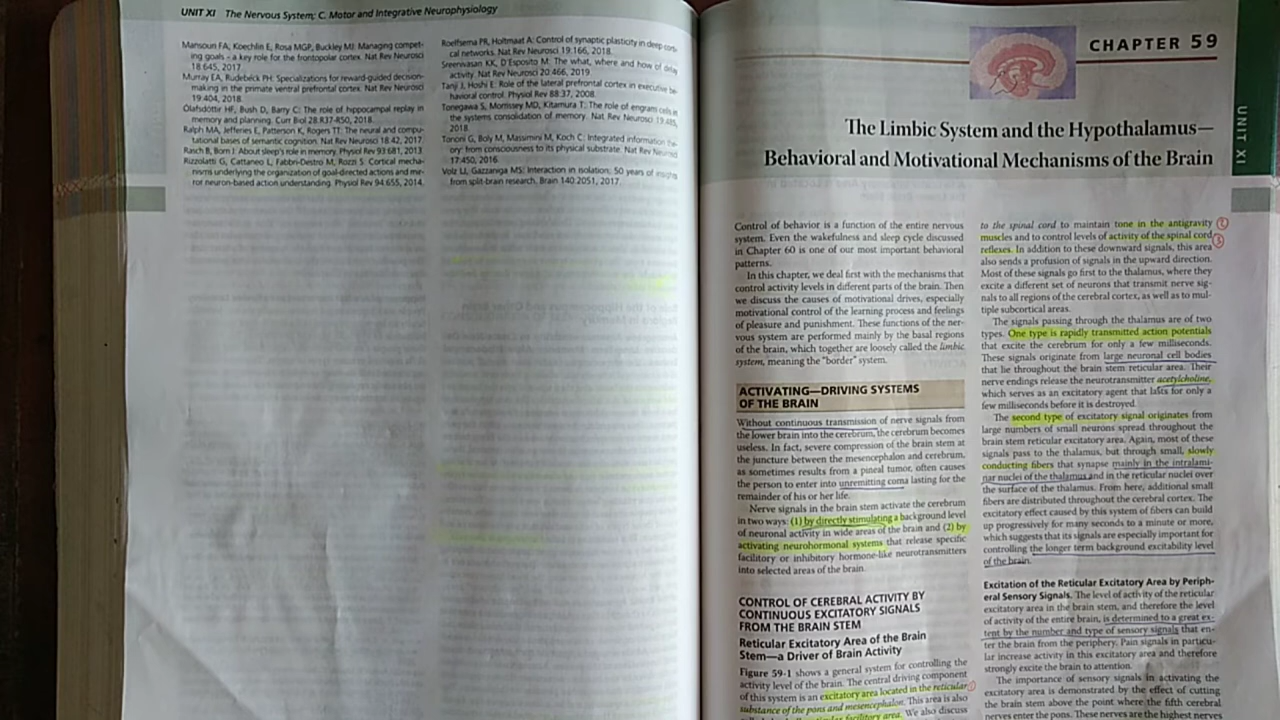 UNIT XI The Nervous System: C. Motor and Integrative Neurophysiology
Mansouri FA, Koechlin E, Rosa MGP, Buckley MJ: Managing compet-
ing goals – a key role for the frontopolar cortex. Nat Rev Neurosci
18:645, 2017.
Murray EA, Rudebeck PH: Specializations for reward-guided decision-
making in the primate ventral prefrontal cortex. Nat Rev Neurosci
19:404, 2018.
Ólafsdóttir HF, Bush D, Barry C: The role of hippocampal replay in
memory and planning. Curr Biol 28:R37-R50, 2018.
Ralph MA, Jefferies E, Patterson K, Rogers TT: The neural and compu-
tational bases of semantic cognition. Nat Rev Neurosci 18:42, 2017.
Rasch B, Born J: About sleep's role in memory. Physiol Rev 93:681, 2013.
Rizzolatti G, Cattaneo L, Fabbri-Destro M, Rozzi S: Cortical mecha-
nisms underlying the organization of goal-directed actions and mir-
ror neuron-based action understanding. Physiol Rev 94:655, 2014.
Roelfsema PR, Holtmaat A: Control of synaptic plasticity in deep corti-
cal networks. Nat Rev Neurosci 19:166, 2018.
Sreenivasan KK, D'Esposito M: The what, where and how of delay
activity. Nat Rev Neurosci 20:466, 2019.
Tanji J, Hoshi E: Role of the lateral prefrontal cortex in executive be-
havioral control. Physiol Rev 88:37, 2008.
Tonegawa S, Morrissey MD, Kitamura T: The role of engram cells in
the systems consolidation of memory. Nat Rev Neurosci 19:485,
2018.
Tononi G, Boly M, Massimini M, Koch C: Integrated information the-
ory: from consciousness to its physical substrate. Nat Rev Neurosci
17:450, 2016.
Volz LJ, Gazzaniga MS: Interaction in isolation: 50 years of insights
from split-brain research. Brain 140:2051, 2017.
CHAPTER 59
UNIT XI
The Limbic System and the Hypothalamus—
Behavioral and Motivational Mechanisms of the Brain
Control of behavior is a function of the entire nervous
system. Even the wakefulness and sleep cycle discussed
in Chapter 60 is one of our most important behavioral
patterns.
In this chapter, we deal first with the mechanisms that
control activity levels in different parts of the brain. Then
we discuss the causes of motivational drives, especially
motivational control of the learning process and feelings
of pleasure and punishment. These functions of the ner-
vous system are performed mainly by the basal regions
of the brain, which together are loosely called the limbic
system, meaning the "border" system.
ACTIVATING—DRIVING SYSTEMS
OF THE BRAIN
Without continuous transmission of nerve signals from
the lower brain into the cerebrum, the cerebrum becomes
useless. In fact, severe compression of the brain stem at
the juncture between the mesencephalon and cerebrum,
as sometimes results from a pineal tumor, often causes
the person to enter into unremitting coma lasting for the
remainder of his or her life.
Nerve signals in the brain stem activate the cerebrum
in two ways: (1) by directly stimulating a background level
of neuronal activity in wide areas of the brain and (2) by
activating neurohormonal systems that release specific
facilitory or inhibitory hormone-like neurotransmitters
into selected areas of the brain.
CONTROL OF CEREBRAL ACTIVITY BY
CONTINUOUS EXCITATORY SIGNALS
FROM THE BRAIN STEM
Reticular Excitatory Area of the Brain
Stem—a Driver of Brain Activity
Figure 59-1 shows a general system for controlling the
activity level of the brain. The central driving component
of this system is an excitatory area located in the reticular ①
substance of the pons and mesencephalon. This area is also
facilitory area. We also discuss
to the spinal cord to maintain tone in the antigravity ②
muscles and to control levels of activity of the spinal cord ③
reflexes. In addition to these downward signals, this area
also sends a profusion of signals in the upward direction.
Most of these signals go first to the thalamus, where they
excite a different set of neurons that transmit nerve sig-
nals to all regions of the cerebral cortex, as well as to mul-
tiple subcortical areas.
The signals passing through the thalamus are of two
types. One type is rapidly transmitted action potentials
that excite the cerebrum for only a few milliseconds.
These signals originate from large neuronal cell bodies
that lie throughout the brain stem reticular area. Their
nerve endings release the neurotransmitter acetylcholine,
which serves as an excitatory agent that lasts for only a
few milliseconds before it is destroyed.
The second type of excitatory signal originates from
large numbers of small neurons spread throughout the
brain stem reticular excitatory area. Again, most of these
signals pass to the thalamus, but through small, slowly
conducting fibers that synapse mainly in the intralami-
nar nuclei of the thalamus and in the reticular nuclei over
the surface of the thalamus. From here, additional small
fibers are distributed throughout the cerebral cortex. The
excitatory effect caused by this system of fibers can build
up progressively for many seconds to a minute or more,
which suggests that its signals are especially important for
controlling the longer term background excitability level
of the brain.
Excitation of the Reticular Excitatory Area by Periph-
eral Sensory Signals. The level of activity of the reticular
excitatory area in the brain stem, and therefore the level
of activity of the entire brain, is determined to a great ex-
tent by the number and type of sensory signals that en-
ter the brain from the periphery. Pain signals in particu-
lar increase activity in this excitatory area and therefore
strongly excite the brain to attention.
The importance of sensory signals in activating the
excitatory area is demonstrated by the effect of cutting
the brain stem above the point where the fifth cerebral
nerves enter the pons. These nerves are the highest nerves